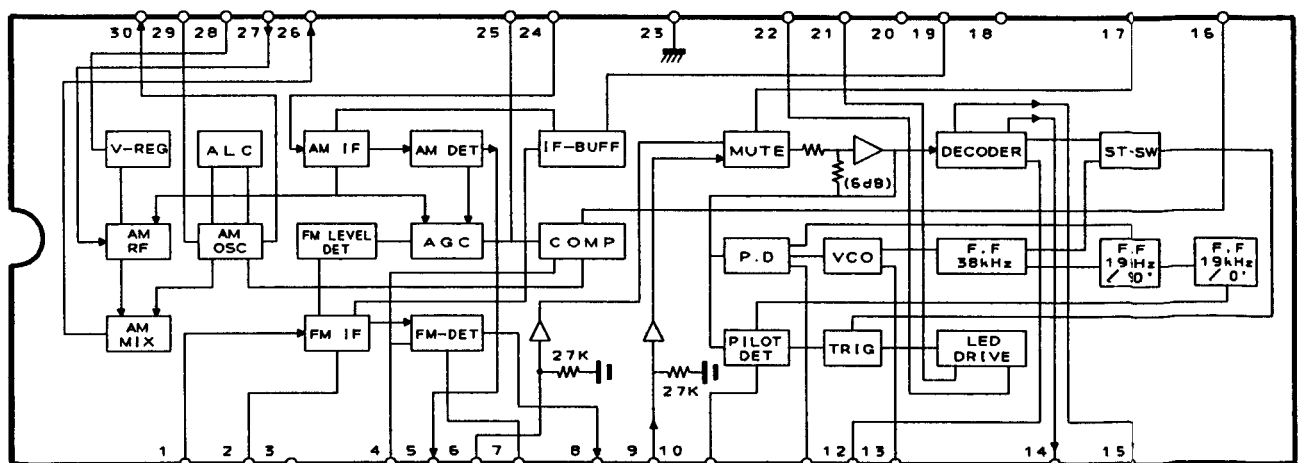 30 29 28 27 26 25 24 23 22 21 20 19 18 17 16
V-REG ALC AM IF AM DET IF-BUFF MUTE (6dB) DECODER ST-SW
AM RF
AM OSC
FM LEVEL DET
AGC
COMP
P.D
VCO
F.F
38kHz
F.F
F.F
19kHz
/ 0°
AM MIX
FM IF
FM-DET
27K
27K
PILOT DET
TRIG
LED DRIVE
1 2 3 4 5 6 7 8 9 10 12 13 14 15